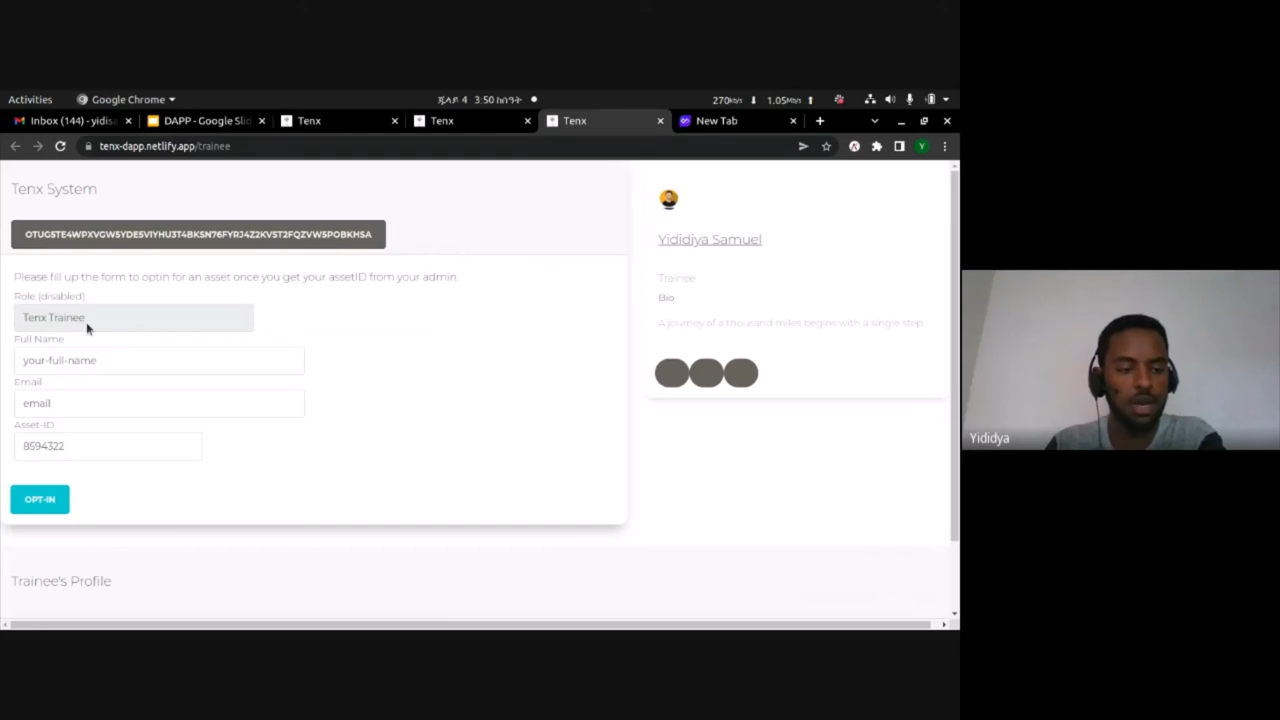 Activities
Google Chrome
ጁላይ 4 3:50 ከሰዓት
270kb/s
1.05Mb/s
Inbox (144) - yidis
DAPP - Google Slid
Tenx
Tenx
Tenx
New Tab
tenx-dapp.netlify.app/trainee
Y
Tenx System
Yididiya Samuel
Please fill up the form to optin for an asset once you get your assetID from your admin.
Role (disabled)
Tenx Trainee
Full Name
your-full-name
Email
email
Asset-ID
8594322
OPT-IN
Trainee
Bio
A journey of a thousand miles begins with a single step
Trainee's Profile
Yididya